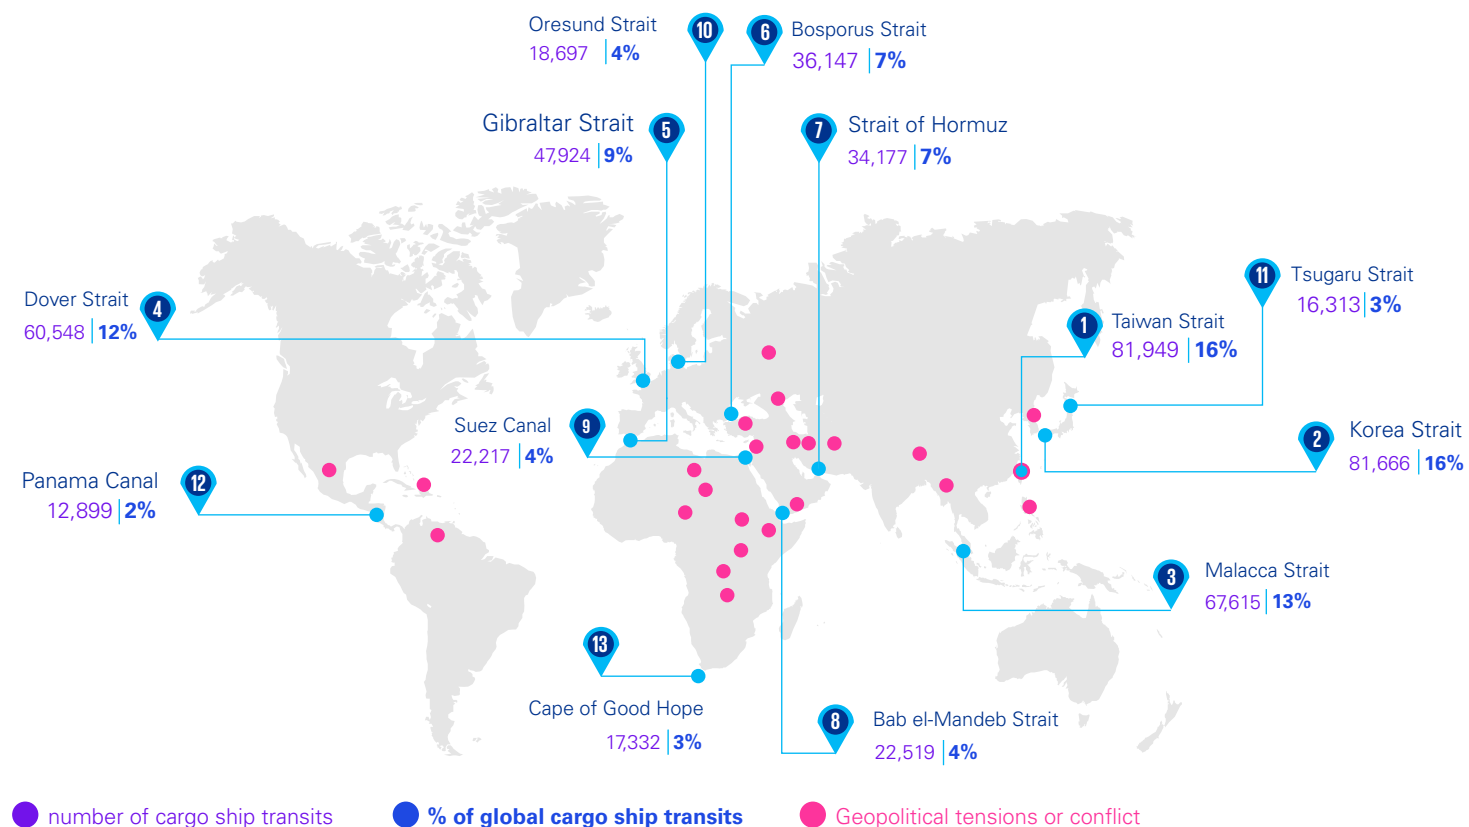 Oresund Strait
18,697 | 4%
10
6
Bosporus Strait
36,147 | 7%
Gibraltar Strait
47,924 | 9%
5
7
Strait of Hormuz
34,177 | 7%
Dover Strait
60,548 | 12%
4
11
Tsugaru Strait
16,313 | 3%
1
Taiwan Strait
81,949 | 16%
Suez Canal
22,217 | 4%
9
2
Korea Strait
81,666 | 16%
Panama Canal
12,899 | 2%
12
3
Malacca Strait
67,615 | 13%
13
Cape of Good Hope
17,332 | 3%
8
Bab el-Mandeb Strait
22,519 | 4%
number of cargo ship transits
% of global cargo ship transits
Geopolitical tensions or conflict